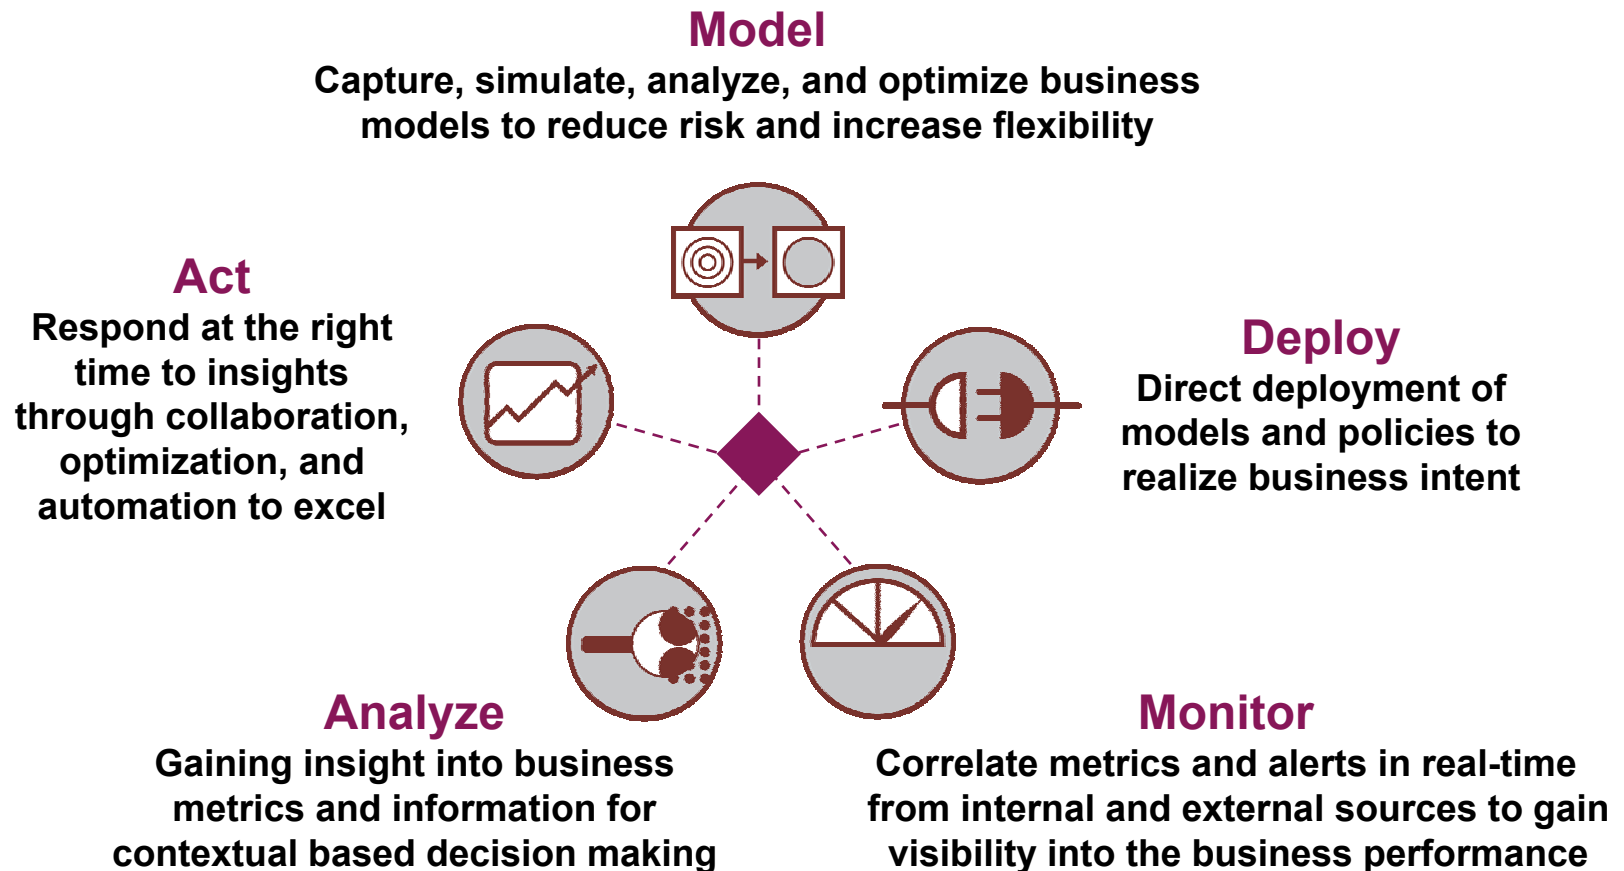 Model
Capture, simulate, analyze, and optimize business
models to reduce risk and increase flexibility
Act
Respond at the right
time to insights
through collaboration,
optimization, and
automation to excel
Deploy
Direct deployment of
models and policies to
realize business intent
Analyze
Gaining insight into business
metrics and information for
contextual based decision making
Monitor
Correlate metrics and alerts in real-time
from internal and external sources to gain
visibility into the business performance